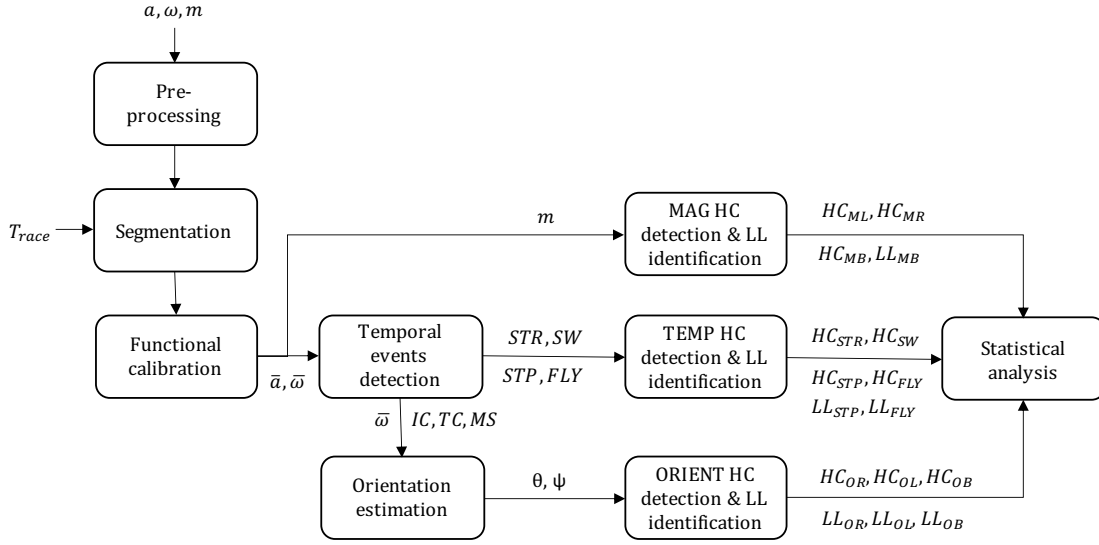 a, ω, m
Pre-
processing
T_race
Segmentation
Functional
calibration
m
MAG HC
detection & LL
identification
HC_ML, HC_MR
HC_MB, LL_MB
a̅, ω̅
Temporal
events
detection
STR, SW
STP, FLY
TEMP HC
detection & LL
identification
HC_STR, HC_SW
HC_STP, HC_FLY
LL_STP, LL_FLY
Statistical
analysis
ω̅ IC, TC, MS
Orientation
estimation
θ, ψ
ORIENT HC
detection & LL
identification
HC_OR, HC_OL, HC_OB
LL_OR, LL_OL, LL_OB